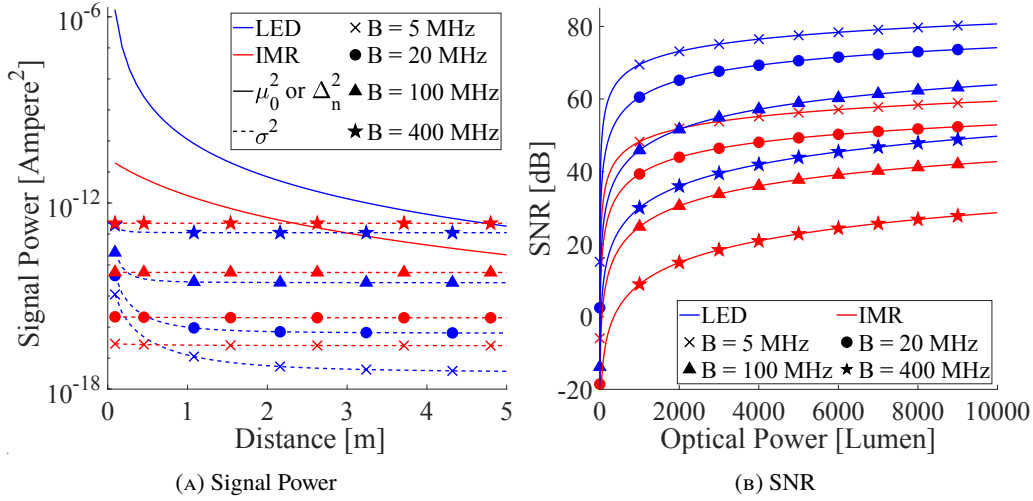 10^-6
10^-8
10^-12
10^-18
Signal Power [Ampere^2]
LED
IMR
μ_0^2 or Δ_n^2
σ^2
B = 5 MHz
B = 20 MHz
B = 100 MHz
B = 400 MHz
0 1 2 3 4 5
Distance [m]
(A) Signal Power
80
60
40
20
0
-20
SNR [dB]
LED IMR
B = 5 MHz B = 20 MHz
B = 100 MHz B = 400 MHz
0 2000 4000 6000 8000 10000
Optical Power [Lumen]
(B) SNR